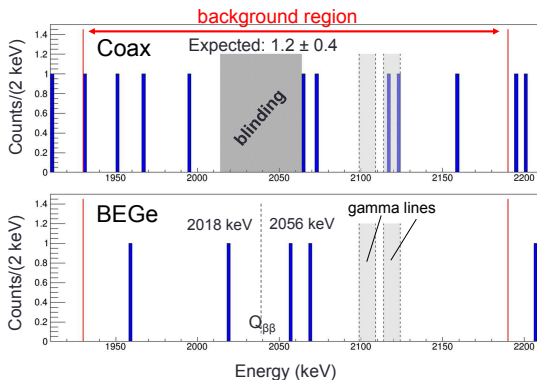 background region
Coax
Expected: 1.2 ± 0.4
blinding
Counts/(2 keV)
1.4
1.2
1
0.8
0.6
0.4
0.2
0
1950 2000 2050 2100 2150 2200
BEGe
2018 keV 2056 keV
gamma lines
Qββ
Counts/(2 keV)
1.4
1.2
1
0.8
0.6
0.4
0.2
0
1950 2000 2050 2100 2150 2200
Energy (keV)